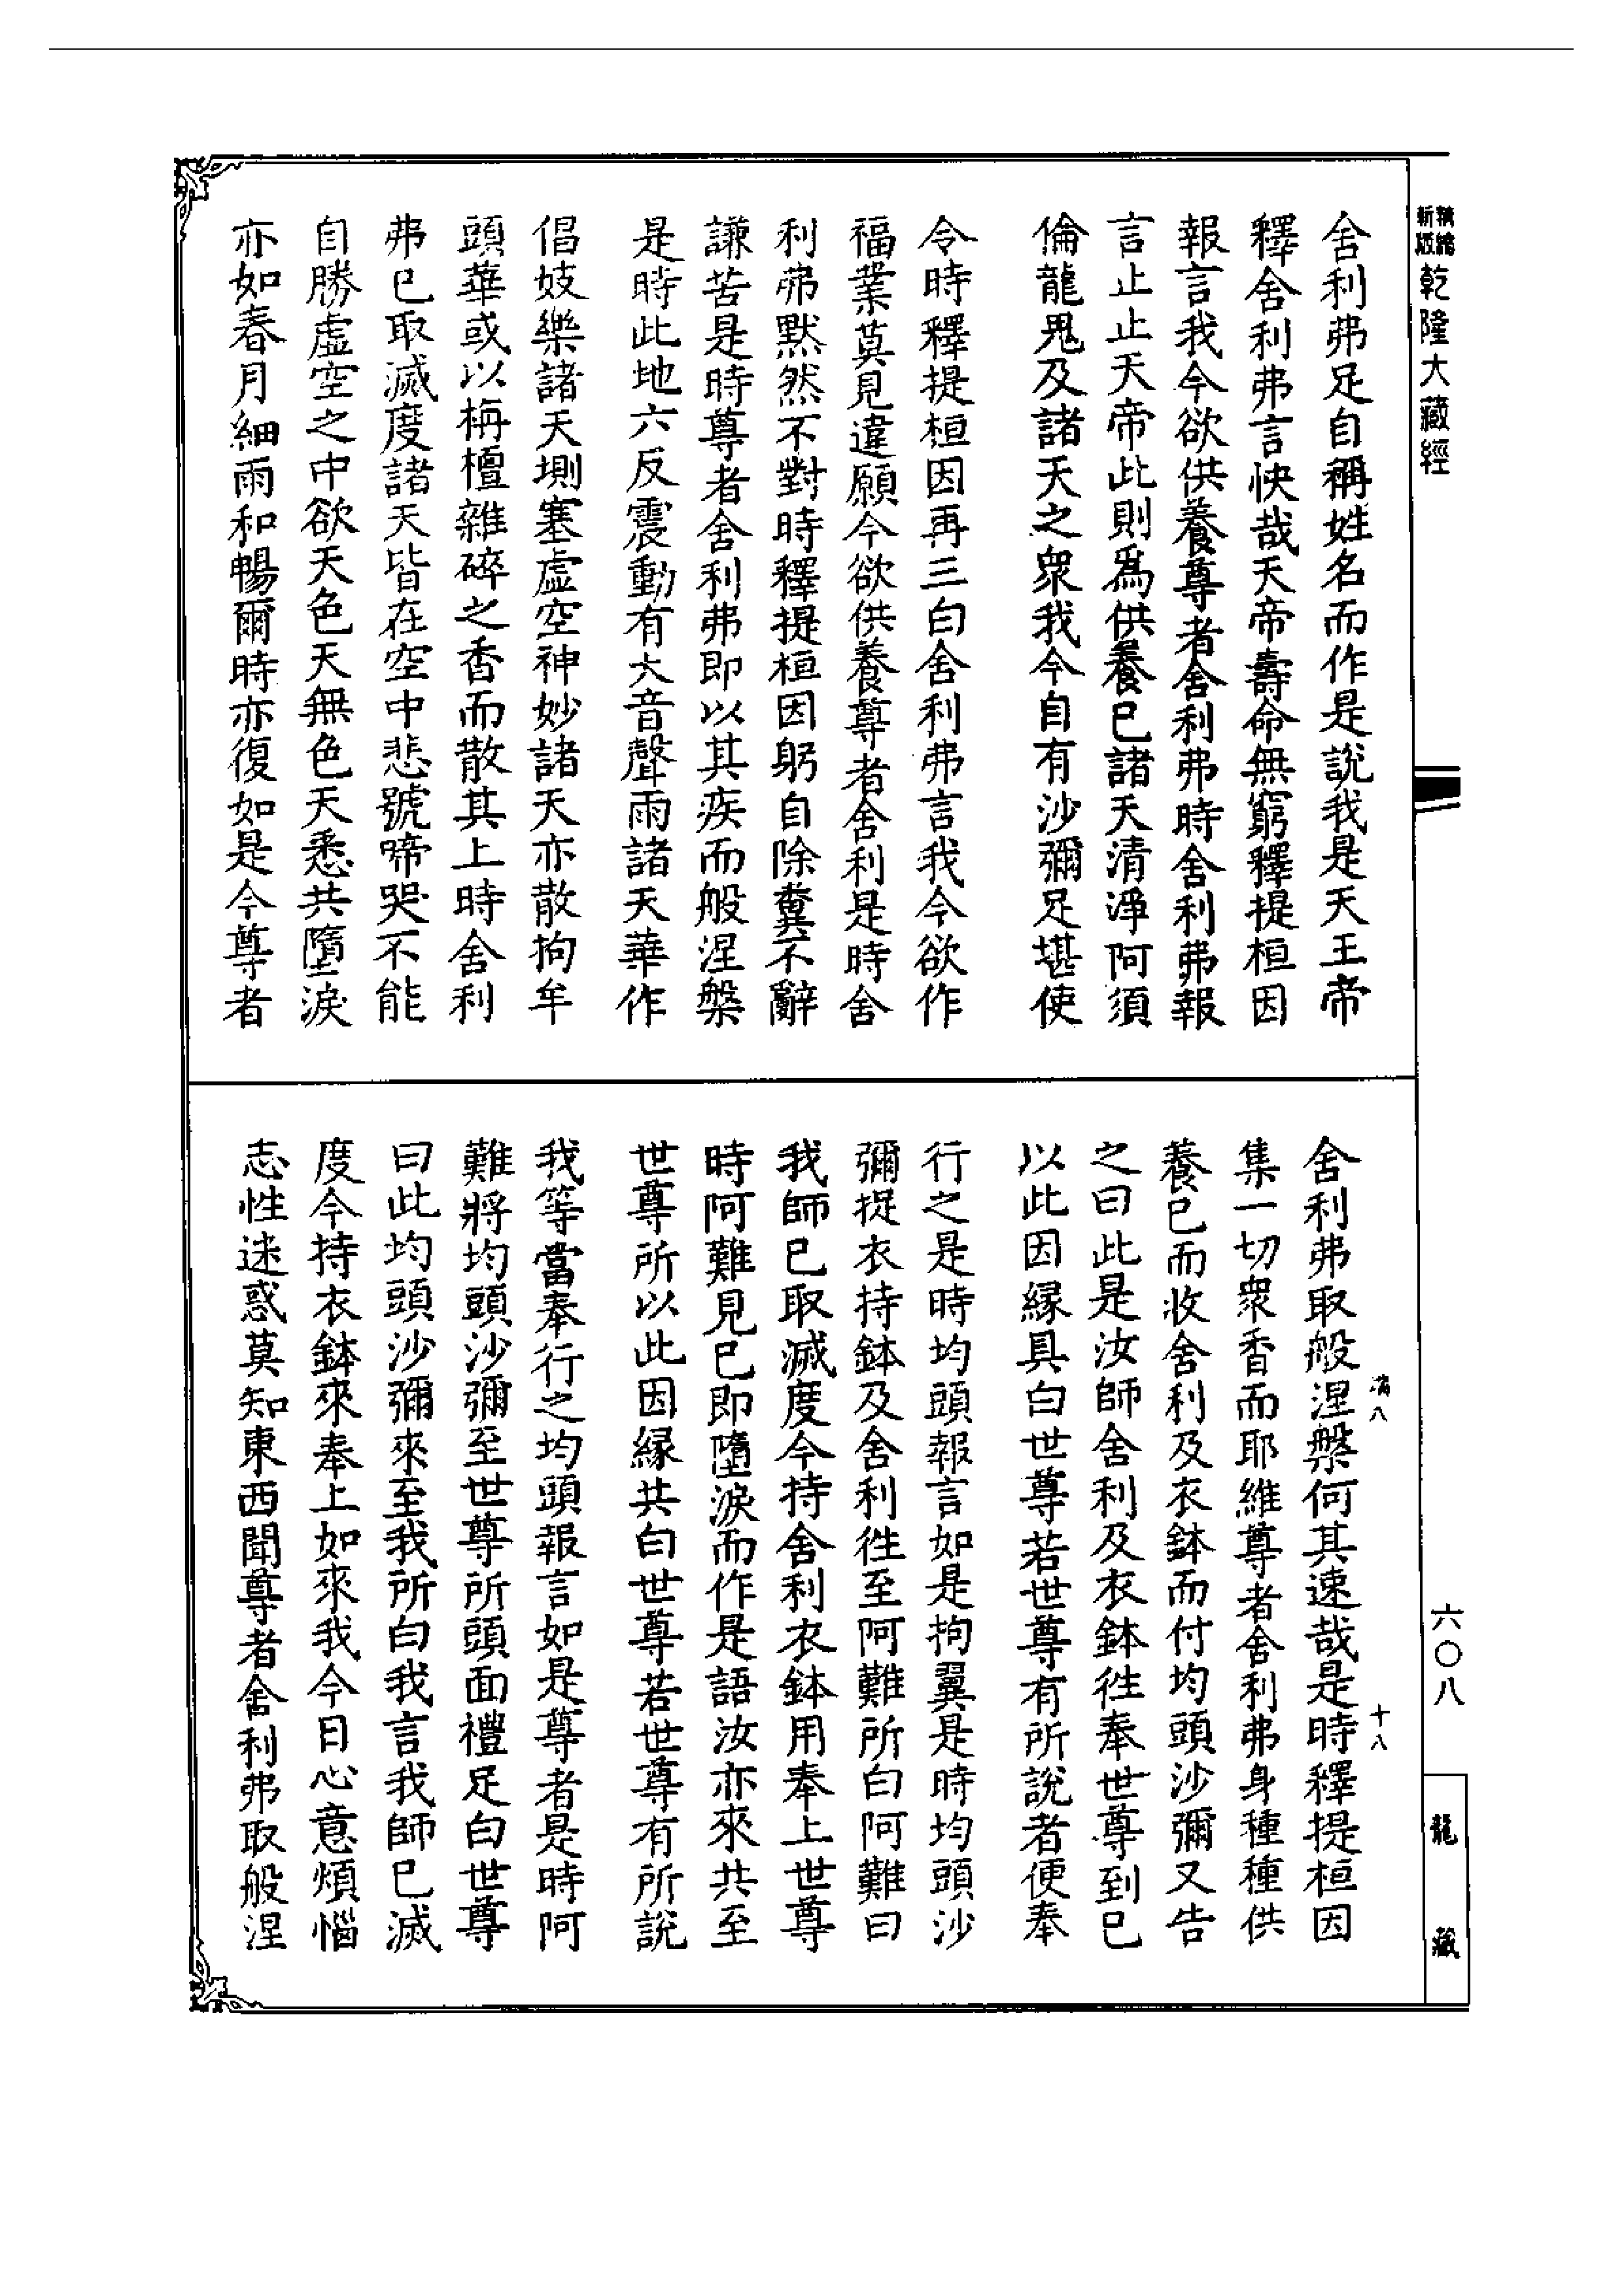 精縮
新版
乾隆大藏經
舍利弗足自稱姓名而作是說我是天王帝
釋舍利弗言快哉天帝壽命無窮釋提桓因
報言我今欲供養尊者舍利弗時舍利弗報
言止止天帝此則為供養已諸天清淨阿須
倫龍鬼及諸天之眾我今自有沙彌足堪使
令時釋提桓因再三白舍利弗言我今欲作
福業莫見違願今欲供養尊者舍利弗是時舍
利弗默然不對時釋提桓因躬自除糞不辭
謙苦是時尊者舍利弗即以其疾而般涅槃
是時此地六反震動有大音聲雨諸天華作
倡妓樂諸天㘽塞虛空神妙諸天亦散拘牟
頭華或以栴檀雜碎之香而散其上時舍利
弗已取滅度諸天皆在空中悲號啼哭不能
自勝虛空之中欲天色天無色天悉共墮淚
亦如春月細雨和暢爾時亦復如是今尊者
舍利弗取般涅槃何其速哉是時釋提桓因
集一切眾香而耶維尊者舍利弗身種種供
養已而收舍利及衣鉢而付均頭沙彌又告
之曰此是汝師舍利及衣鉢徃奉世尊到已
以此因緣具白世尊若世尊有所說者便奉
行之是時均頭報言如是拘翼是時均頭沙
彌捉衣持鉢及舍利徃至阿難所白阿難曰
我師已取滅度今持舍利衣鉢用奉上世尊
時阿難見已即墮淚而作是語汝亦來共至
世尊所以此因緣共白世尊若世尊有所說
我等當奉行之均頭報言如是尊者是時阿
難將均頭沙彌至世尊所頭面禮足白世尊
曰此均頭沙彌來至我所白我言我師已滅
度今持衣鉢來奉上如來我今日心意煩惱
志性迷惑莫知東西聞尊者舍利弗取般涅
滿八
十八
六〇八
龍藏